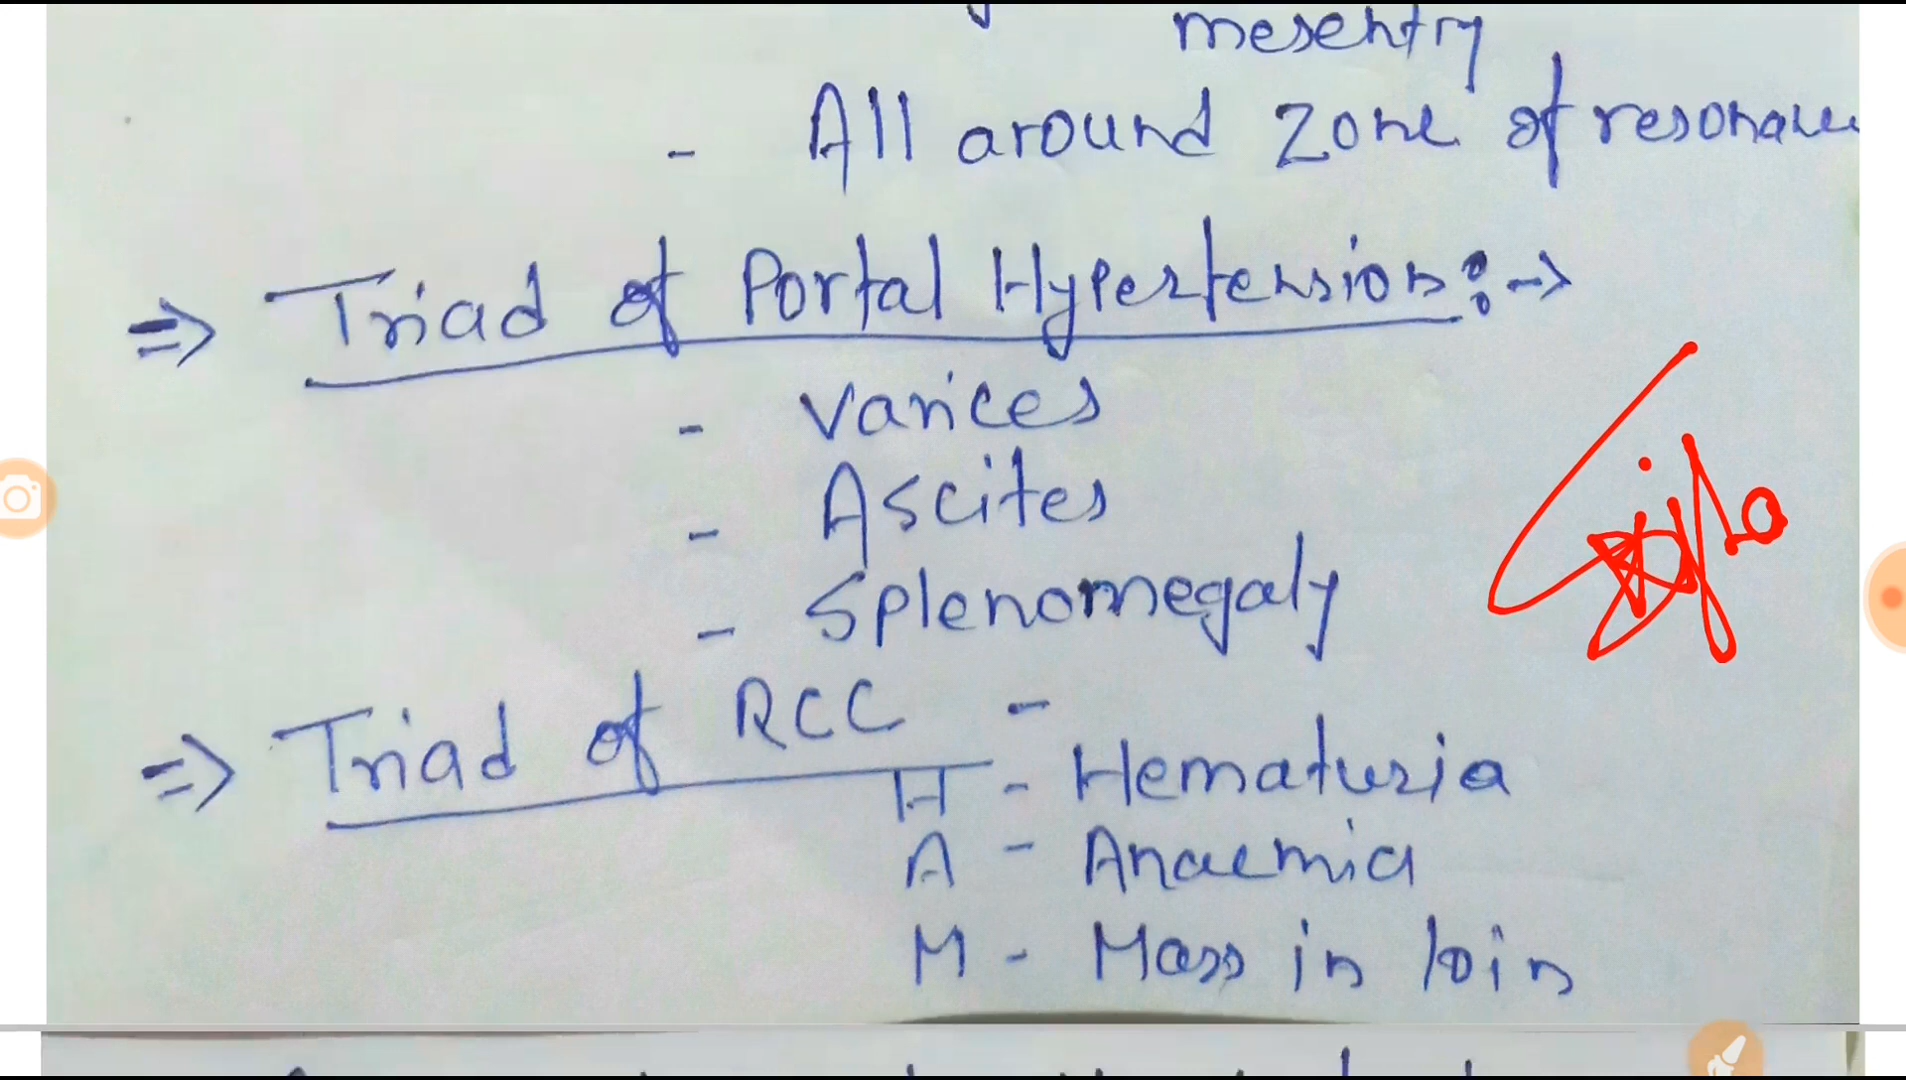 mesentry
- All around Zone of resonance
=> Triad of Portal Hypertension:->
- Varices
- Ascites
- Splenomegaly
=> Triad of RCC -
H - Hematuria
A - Anaemia
M - Mass in loin